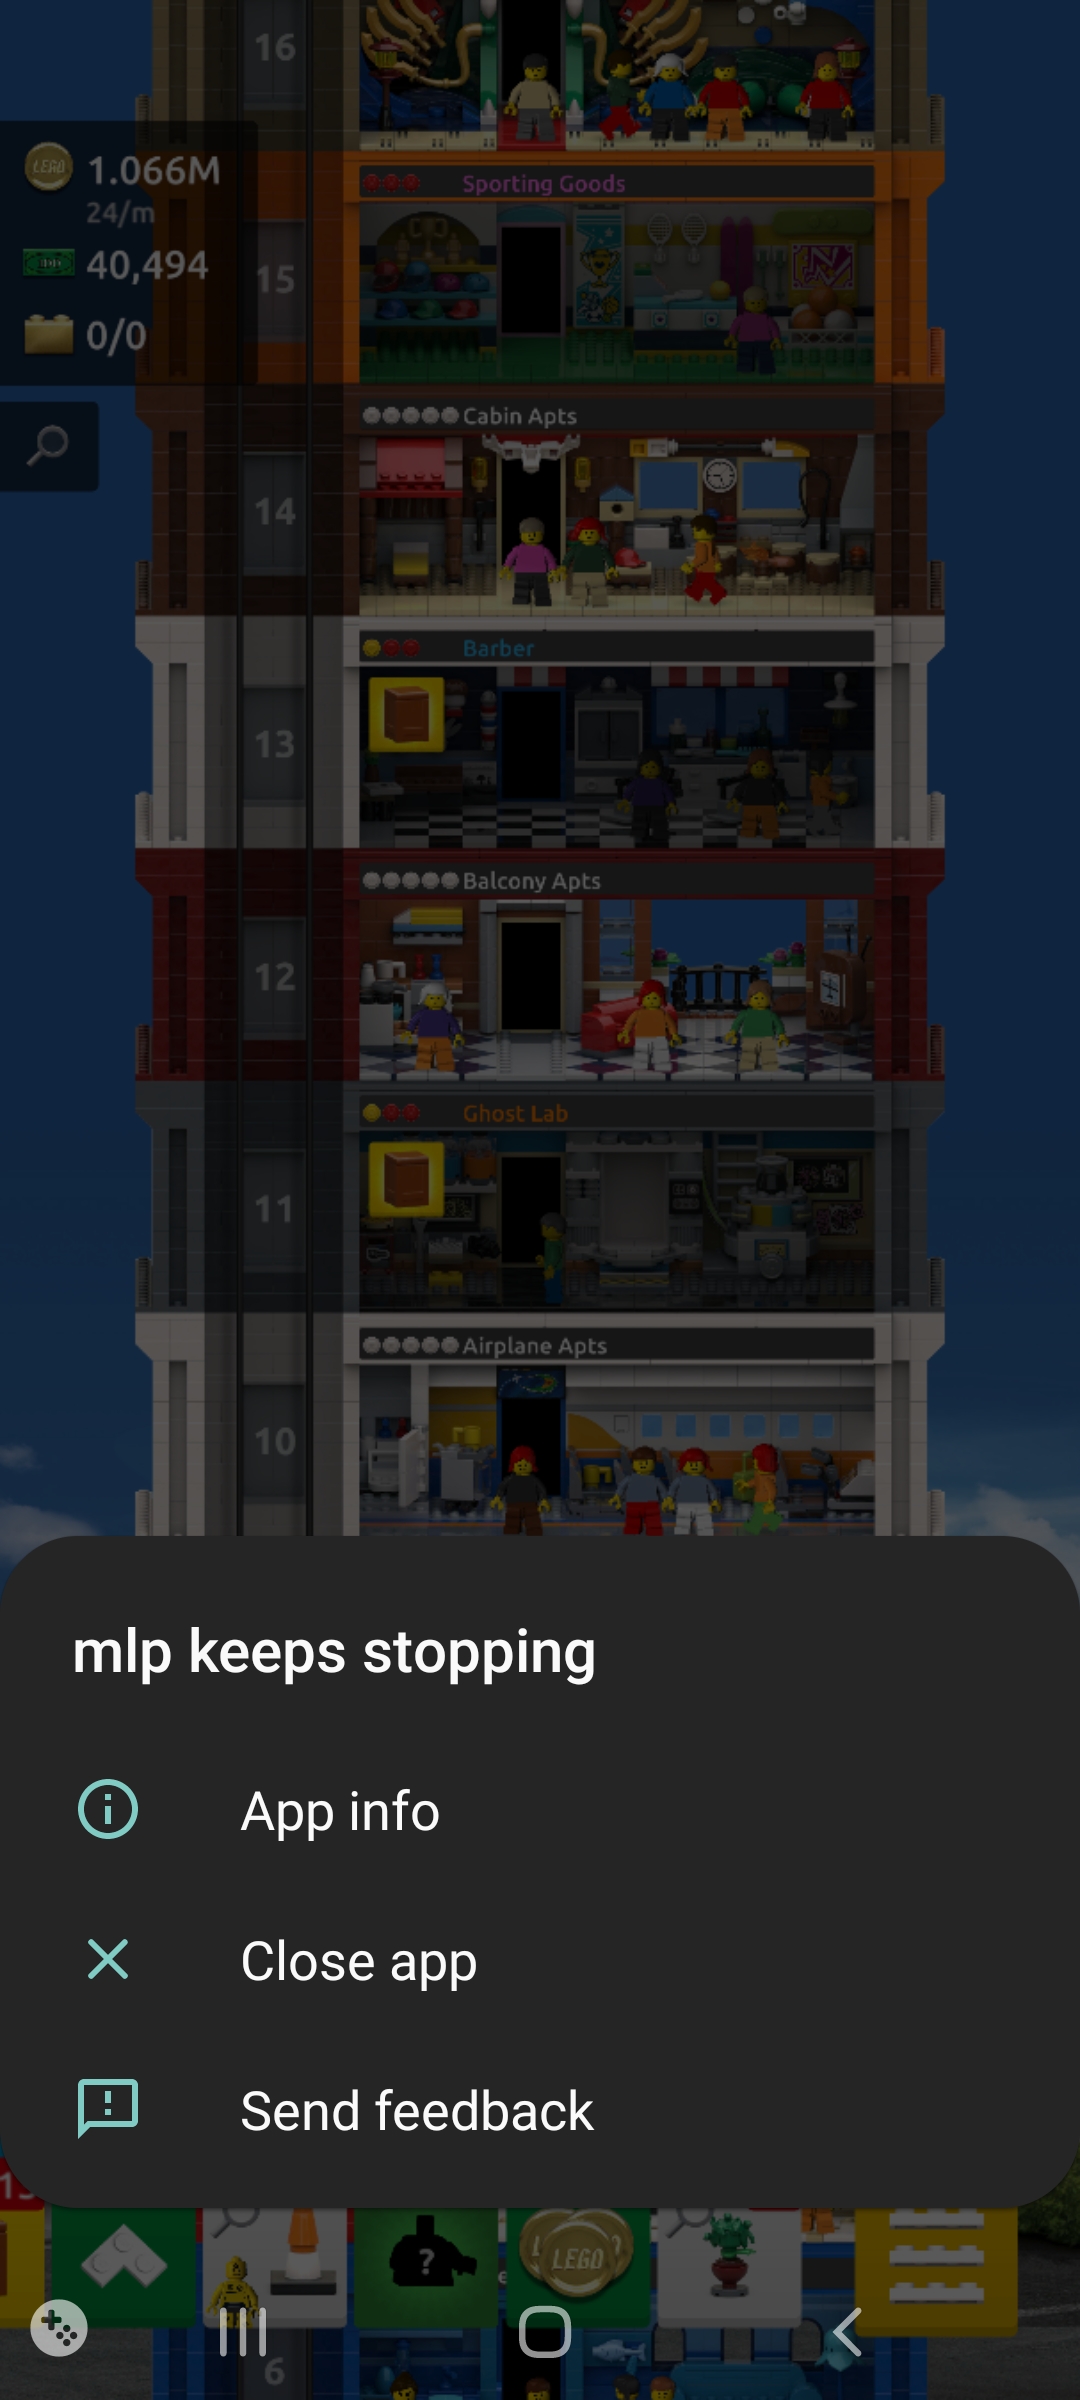 16
LEGO
1.066M
24/m
40,494
0/0
Sporting Goods
15
N
Cabin Apts
14
Barber
13
Balcony Apts
12
Ghost Lab
11
Airplane Apts
10
mlp keeps stopping
App info
Close app
Send feedback
?
LEGO
6